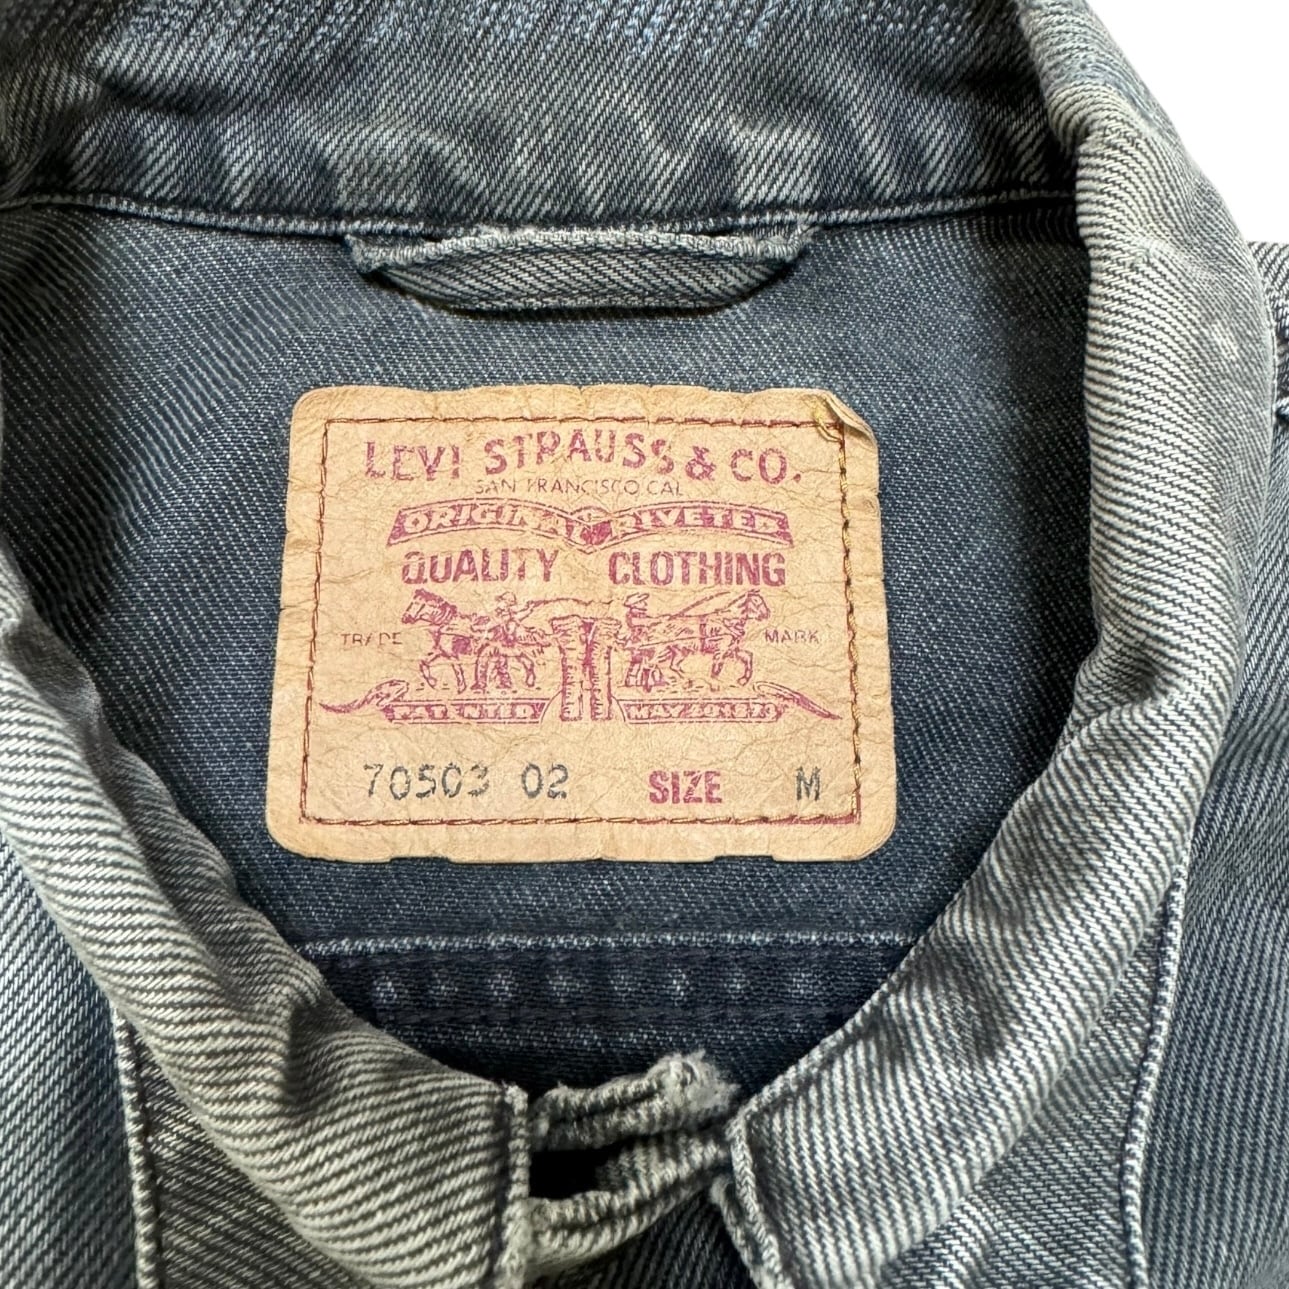 LEVI STRAUSS & CO.
SAN FRANCISCO CAL
ORIGINAL RIVETED
QUALITY CLOTHING
TRADE MARK
PATENTED MAY 20 1873
70503 02 SIZE M